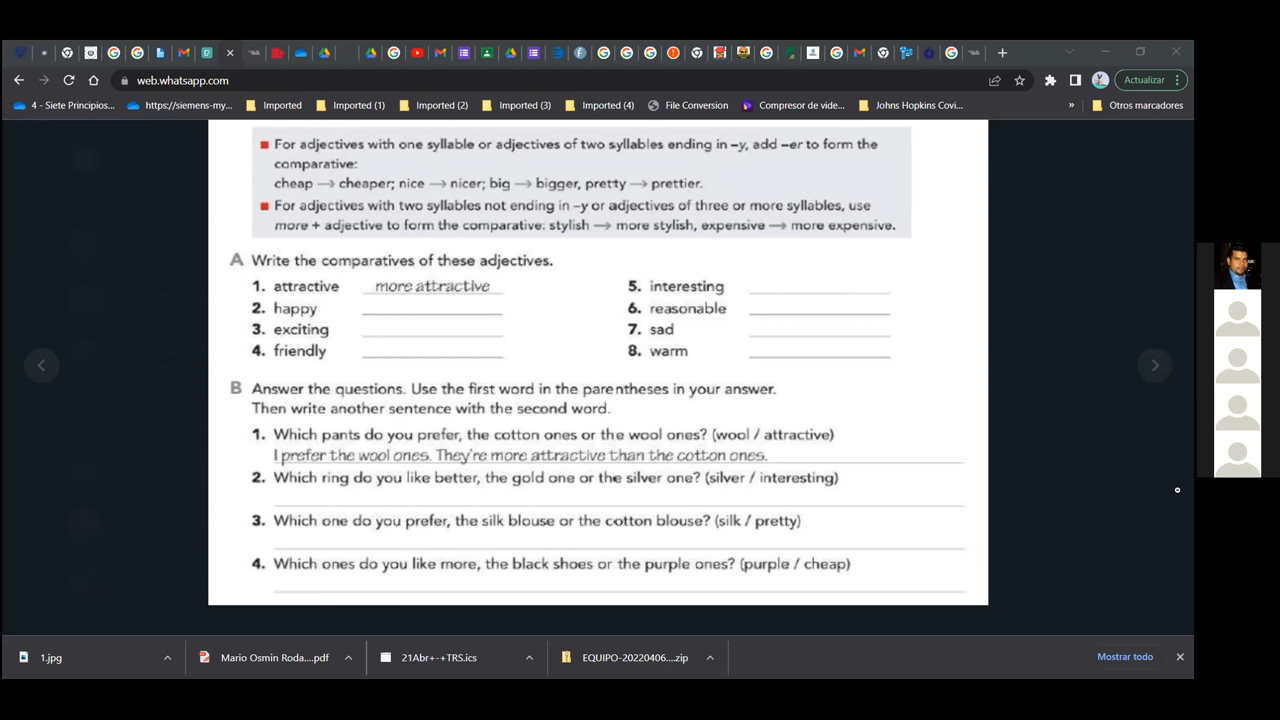 web.whatsapp.com
Actualizar
4 - Siete Principios...
https://siemens-my...
Imported
Imported (1)
Imported (2)
Imported (3)
Imported (4)
File Conversion
Compresor de vide...
Johns Hopkins Covi...
»
Otros marcadores
For adjectives with one syllable or adjectives of two syllables ending in –y, add –er to form the
comparative:
cheap → cheaper; nice → nicer; big → bigger, pretty → prettier.
For adjectives with two syllables not ending in –y or adjectives of three or more syllables, use
more + adjective to form the comparative: stylish → more stylish, expensive → more expensive.
A Write the comparatives of these adjectives.
1. attractive more attractive
2. happy
3. exciting
4. friendly
5. interesting
6. reasonable
7. sad
8. warm
B Answer the questions. Use the first word in the parentheses in your answer.
Then write another sentence with the second word.
1. Which pants do you prefer, the cotton ones or the wool ones? (wool / attractive)
I prefer the wool ones. They're more attractive than the cotton ones.
2. Which ring do you like better, the gold one or the silver one? (silver / interesting)
3. Which one do you prefer, the silk blouse or the cotton blouse? (silk / pretty)
4. Which ones do you like more, the black shoes or the purple ones? (purple / cheap)
1.jpg
Mario Osmin Roda....pdf
21Abr+-+TRS.ics
EQUIPO-20220406....zip
Mostrar todo